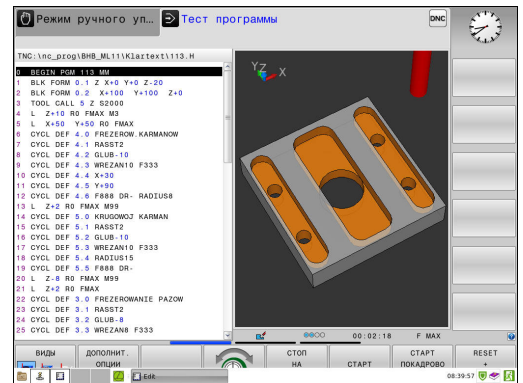 Режим ручного уп...
Тест программы
DNC
TNC:\nc_prog\BHB_ML11\Klartext\113.H
0 BEGIN PGM 113 MM
1 BLK FORM 0.1 Z X+0 Y+0 Z-20
2 BLK FORM 0.2 X+100 Y+100 Z+0
3 TOOL CALL 5 Z S2000
4 L Z+10 R0 FMAX M3
5 L X+50 Y+50 R0 FMAX
6 CYCL DEF 4.0 FREZEROW.KARMANOW
7 CYCL DEF 4.1 RASST2
8 CYCL DEF 4.2 GLUB-10
9 CYCL DEF 4.3 WREZAN10 F333
10 CYCL DEF 4.4 X+30
11 CYCL DEF 4.5 Y+90
12 CYCL DEF 4.6 F888 DR- RADIUS8
13 L Z+2 R0 FMAX M99
14 CYCL DEF 5.0 KRUGOWOJ KARMAN
15 CYCL DEF 5.1 RASST2
16 CYCL DEF 5.2 GLUB-10
17 CYCL DEF 5.3 WREZAN10 F333
18 CYCL DEF 5.4 RADIUS15
19 CYCL DEF 5.5 F888 DR-
20 L Z-8 R0 FMAX M99
21 L Z+2 R0 FMAX
22 CYCL DEF 3.0 FREZEROWANIE PAZOW
23 CYCL DEF 3.1 RASST2
24 CYCL DEF 3.2 GLUB-8
25 CYCL DEF 3.3 WREZAN8 F333
Y Z X
00:02:18 F MAX
ВИДЫ
ДОПОЛНИТ.
ОПЦИИ
СТОП
НА
СТАРТ
СТАРТ
ПОКАДРОВО
RESET
+
Edit
08:39:57